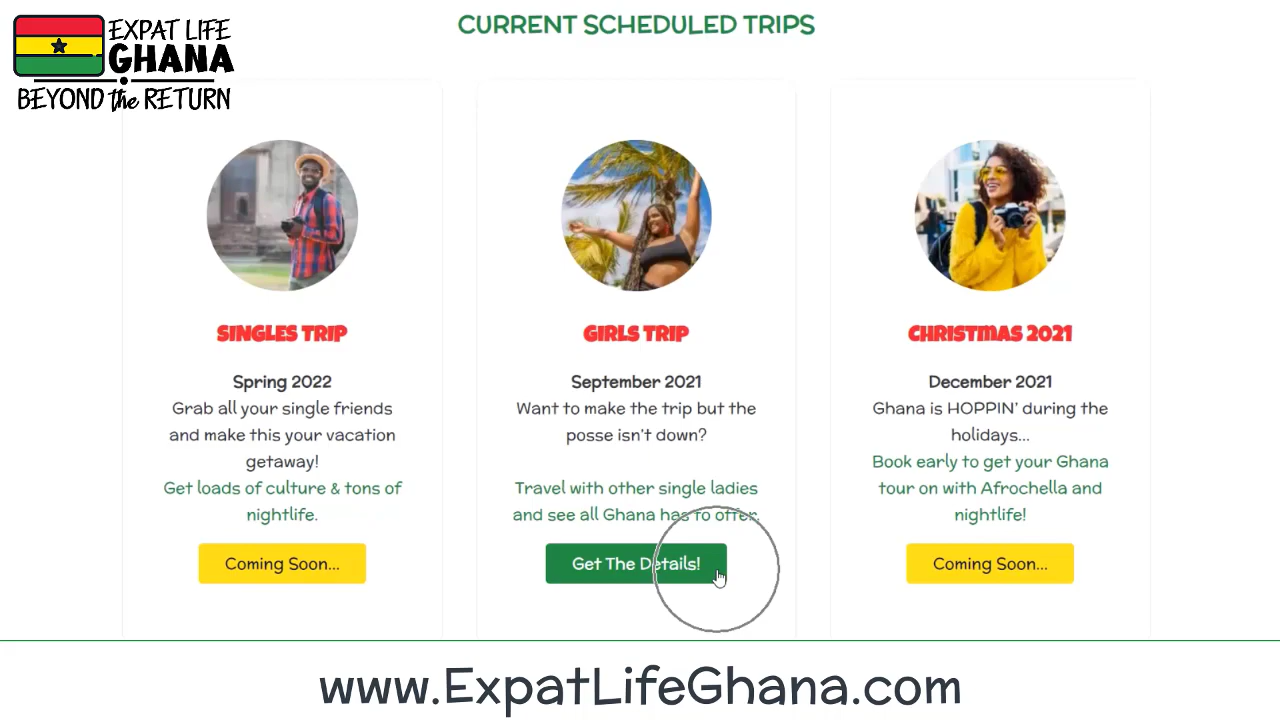 CURRENT SCHEDULED TRIPS
EXPAT LIFE
GHANA
BEYOND the RETURN
SINGLES TRIP
Spring 2022
Grab all your single friends
and make this your vacation
getaway!
Get loads of culture & tons of
nightlife.
Coming Soon...
GIRLS TRIP
September 2021
Want to make the trip but the
posse isn't down?
Travel with other single ladies
and see all Ghana has to offer.
Get The Details!
CHRISTMAS 2021
December 2021
Ghana is HOPPIN' during the
holidays...
Book early to get your Ghana
tour on with Afrochella and
nightlife!
Coming Soon...
www.ExpatLifeGhana.com